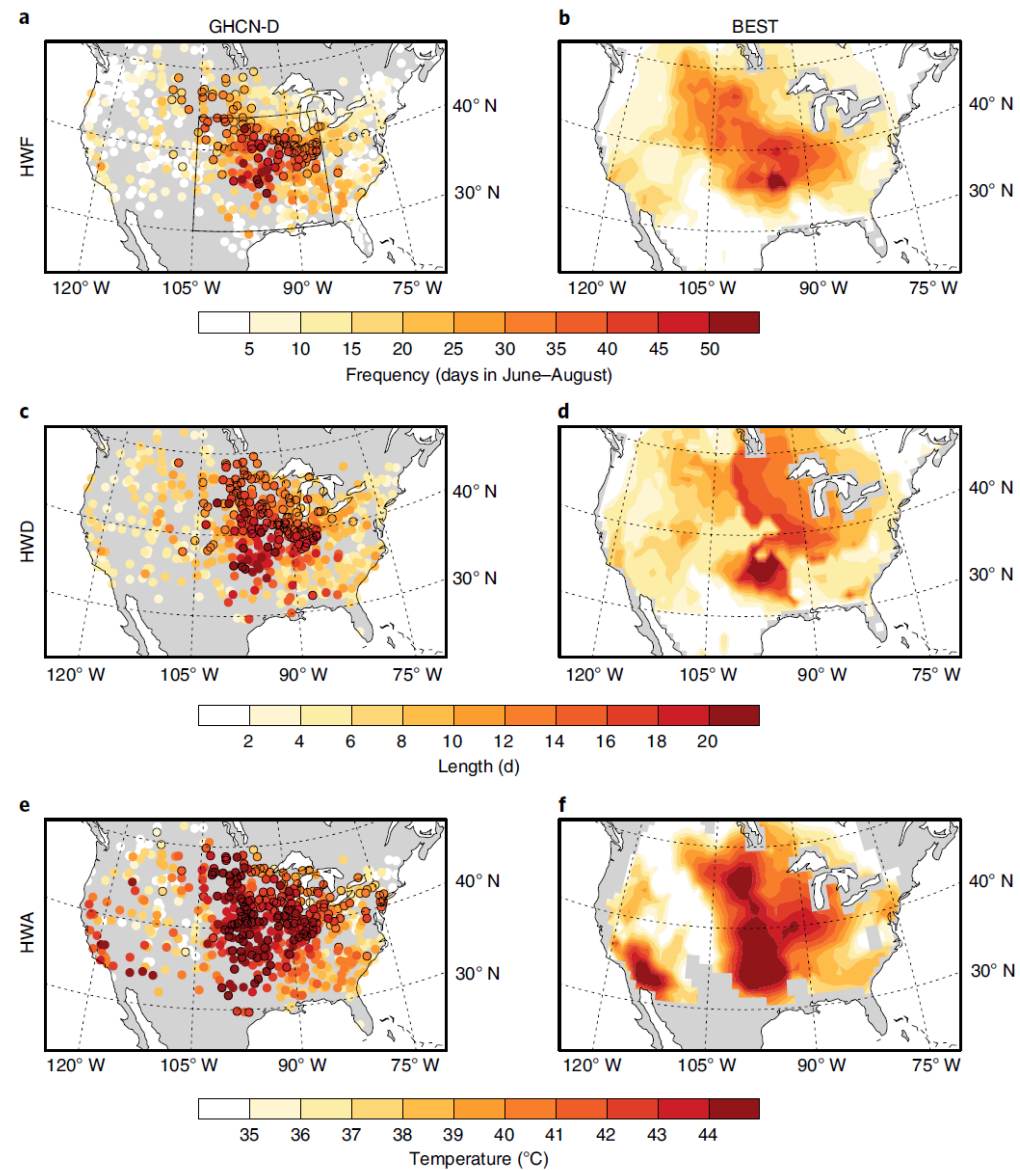 a
b
GHCN-D
BEST
HWF
40° N
30° N
40° N
30° N
120° W 105° W 90° W 75° W
120° W 105° W 90° W 75° W
5 10 15 20 25 30 35 40 45 50
Frequency (days in June–August)
c
d
HWD
40° N
30° N
40° N
30° N
120° W 105° W 90° W 75° W
120° W 105° W 90° W 75° W
2 4 6 8 10 12 14 16 18 20
Length (d)
e
f
HWA
40° N
30° N
40° N
30° N
120° W 105° W 90° W 75° W
120° W 105° W 90° W 75° W
35 36 37 38 39 40 41 42 43 44
Temperature (°C)